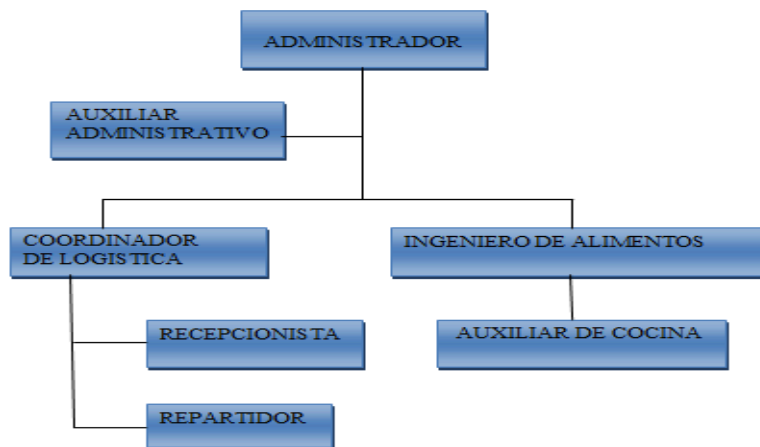 ADMINISTRADOR
AUXILIAR
ADMINISTRATIVO
COORDINADOR
DE LOGISTICA
INGENIERO DE ALIMENTOS
RECEPCIONISTA
AUXILIAR DE COCINA
REPARTIDOR